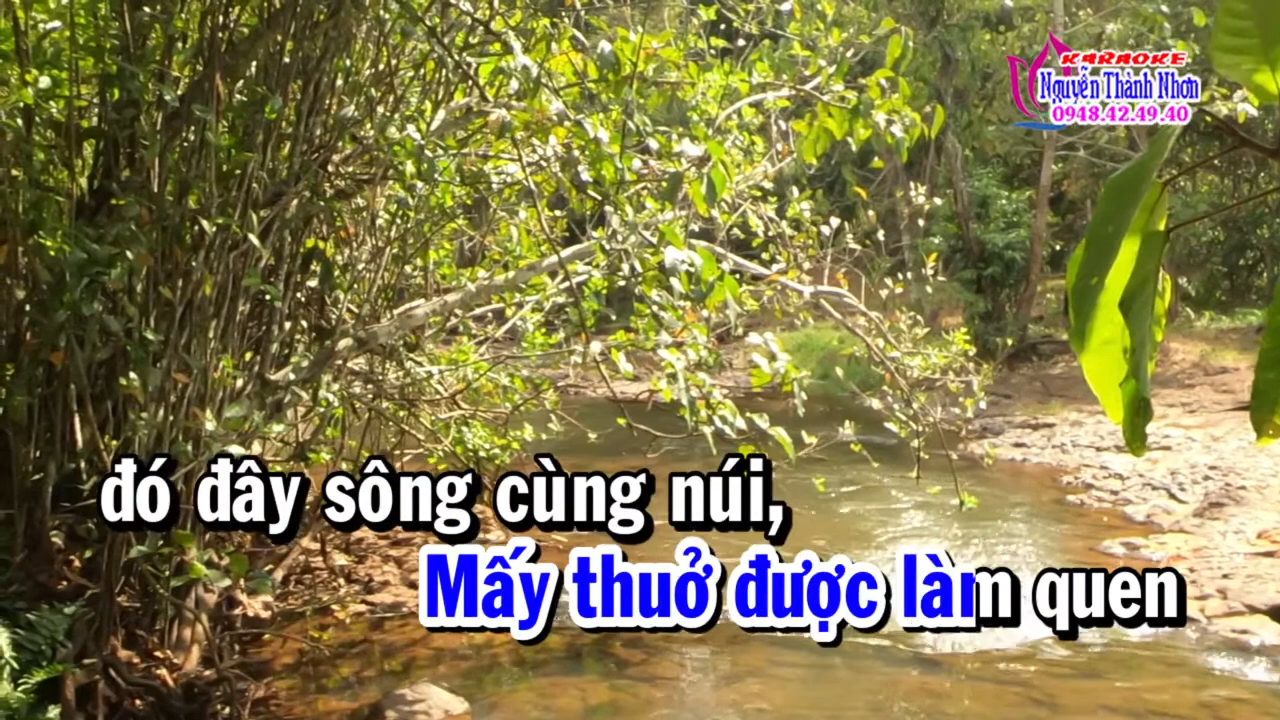 KARAOKE
Nguyễn Thành Nhơn
0948.42.49.40
đó đây sông cùng núi,
Mấy thuở được làm quen